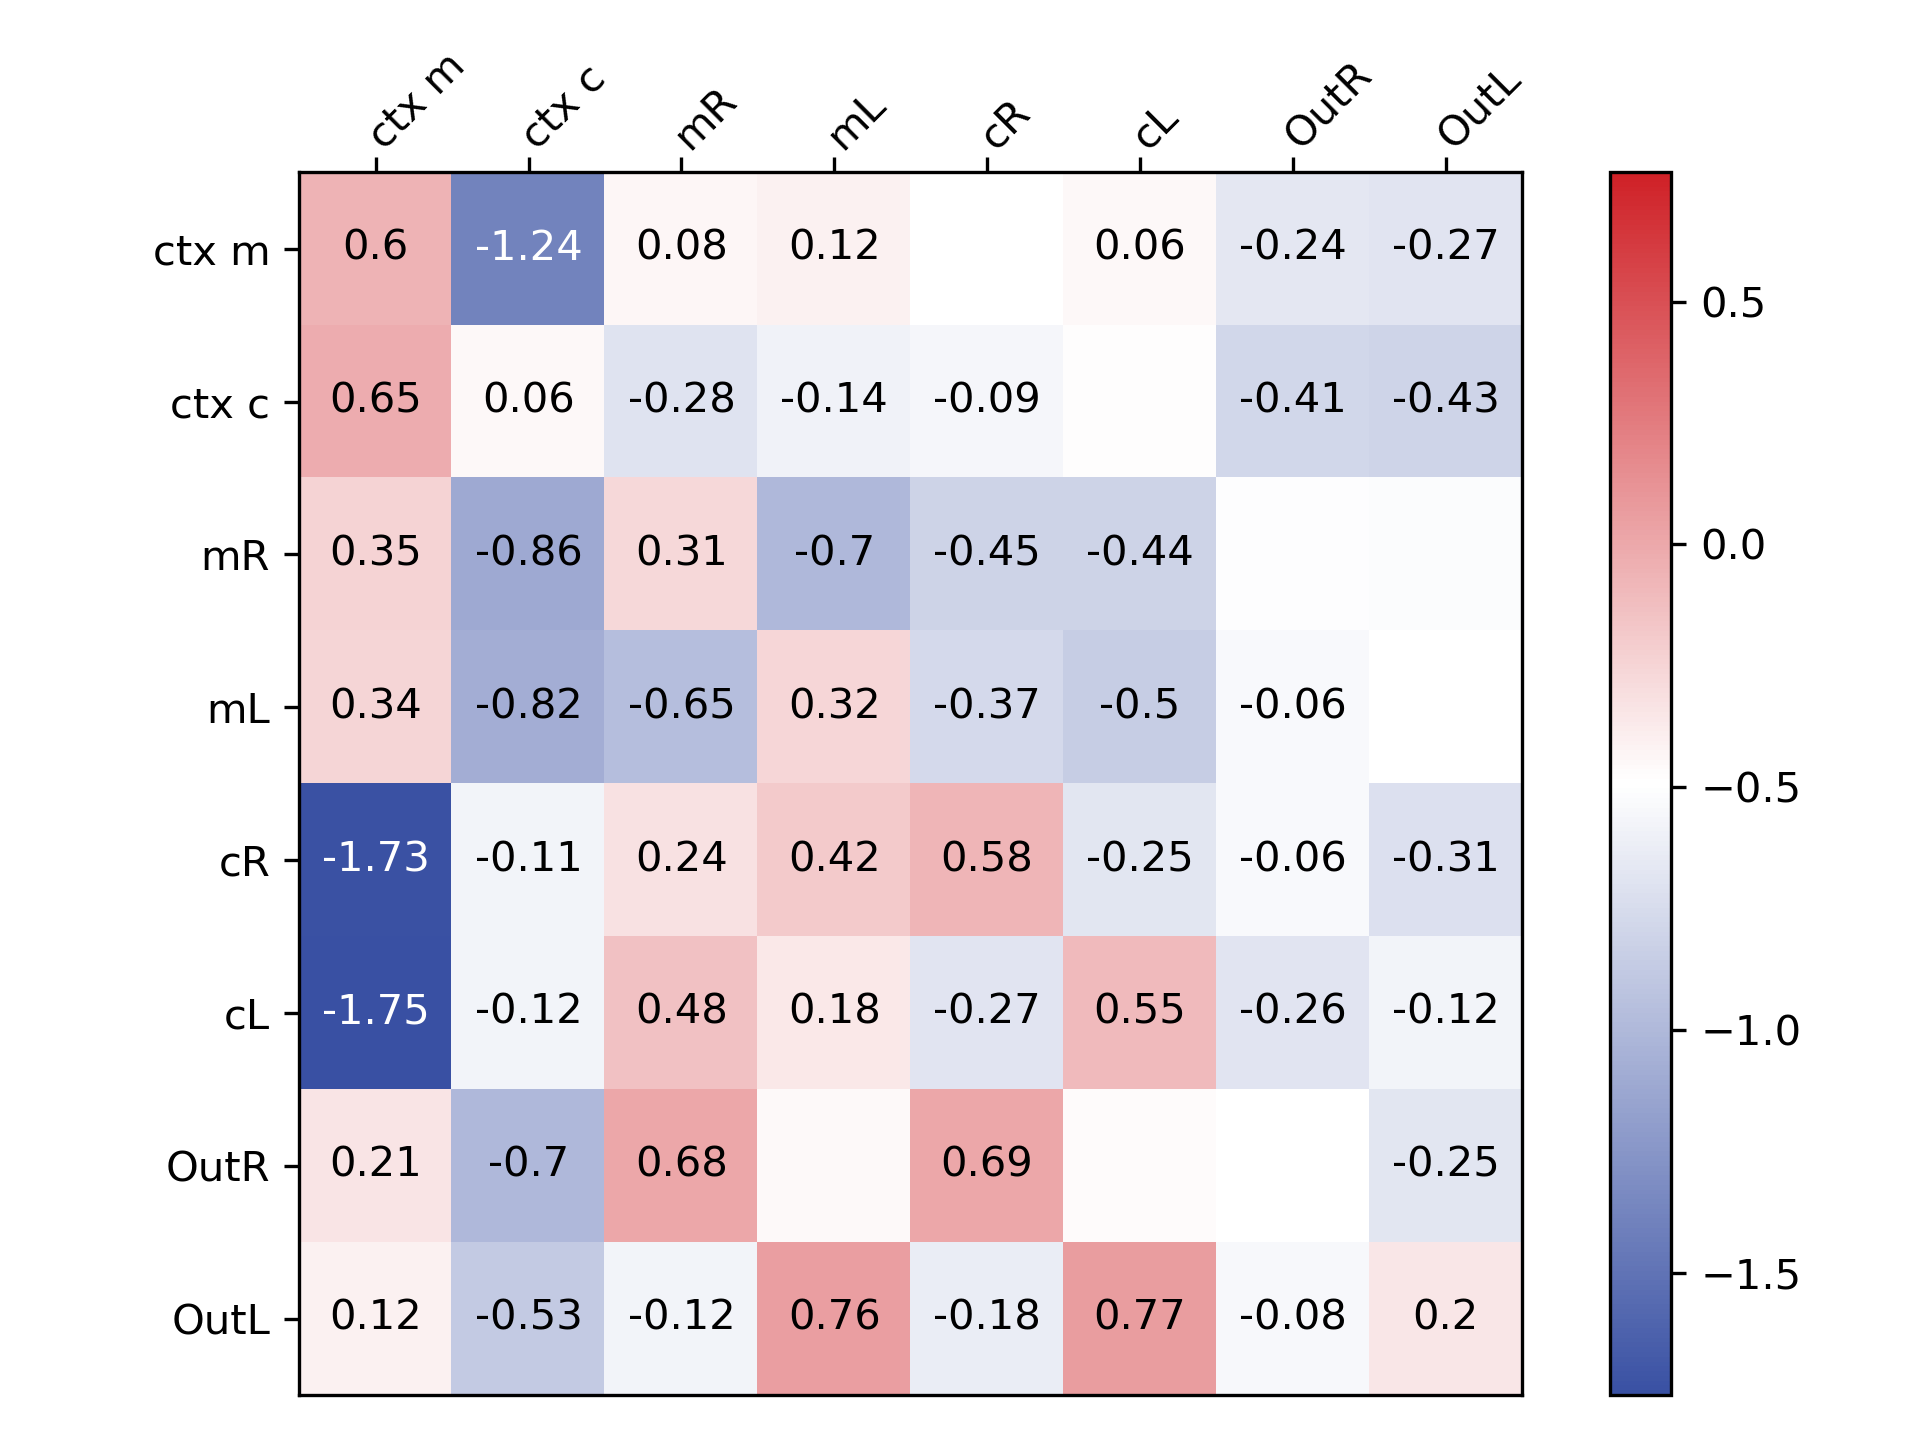 ctx m ctx c mR mL cR cL OutR OutL
ctx m 0.6 -1.24 0.08 0.12 0.06 -0.24 -0.27
0.5
ctx c 0.65 0.06 -0.28 -0.14 -0.09 -0.41 -0.43
mR 0.35 -0.86 0.31 -0.7 -0.45 -0.44
0.0
mL 0.34 -0.82 -0.65 0.32 -0.37 -0.5 -0.06
−0.5
cR -1.73 -0.11 0.24 0.42 0.58 -0.25 -0.06 -0.31
cL -1.75 -0.12 0.48 0.18 -0.27 0.55 -0.26 -0.12
−1.0
OutR 0.21 -0.7 0.68 0.69 -0.25
−1.5
OutL 0.12 -0.53 -0.12 0.76 -0.18 0.77 -0.08 0.2